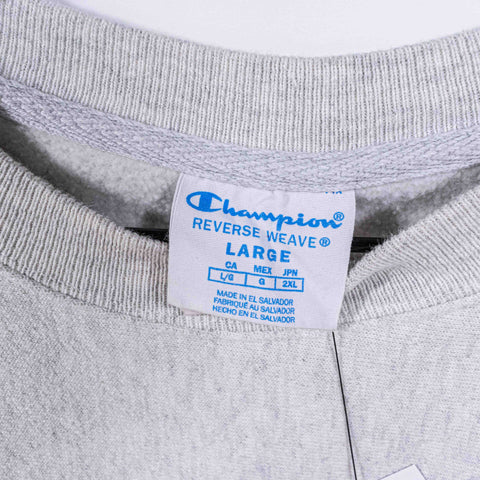 Champion®
REVERSE WEAVE®
LARGE
CA MEX JPN
L/G G 2XL
MADE IN EL SALVADOR
FABRIQUÉ AU SALVADOR
HECHO EN EL SALVADOR